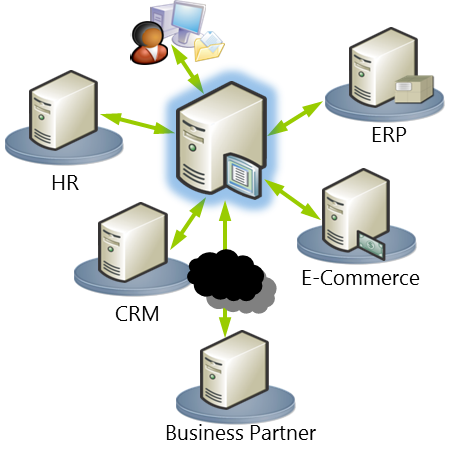 ERP
HR
E-Commerce
CRM
Business Partner